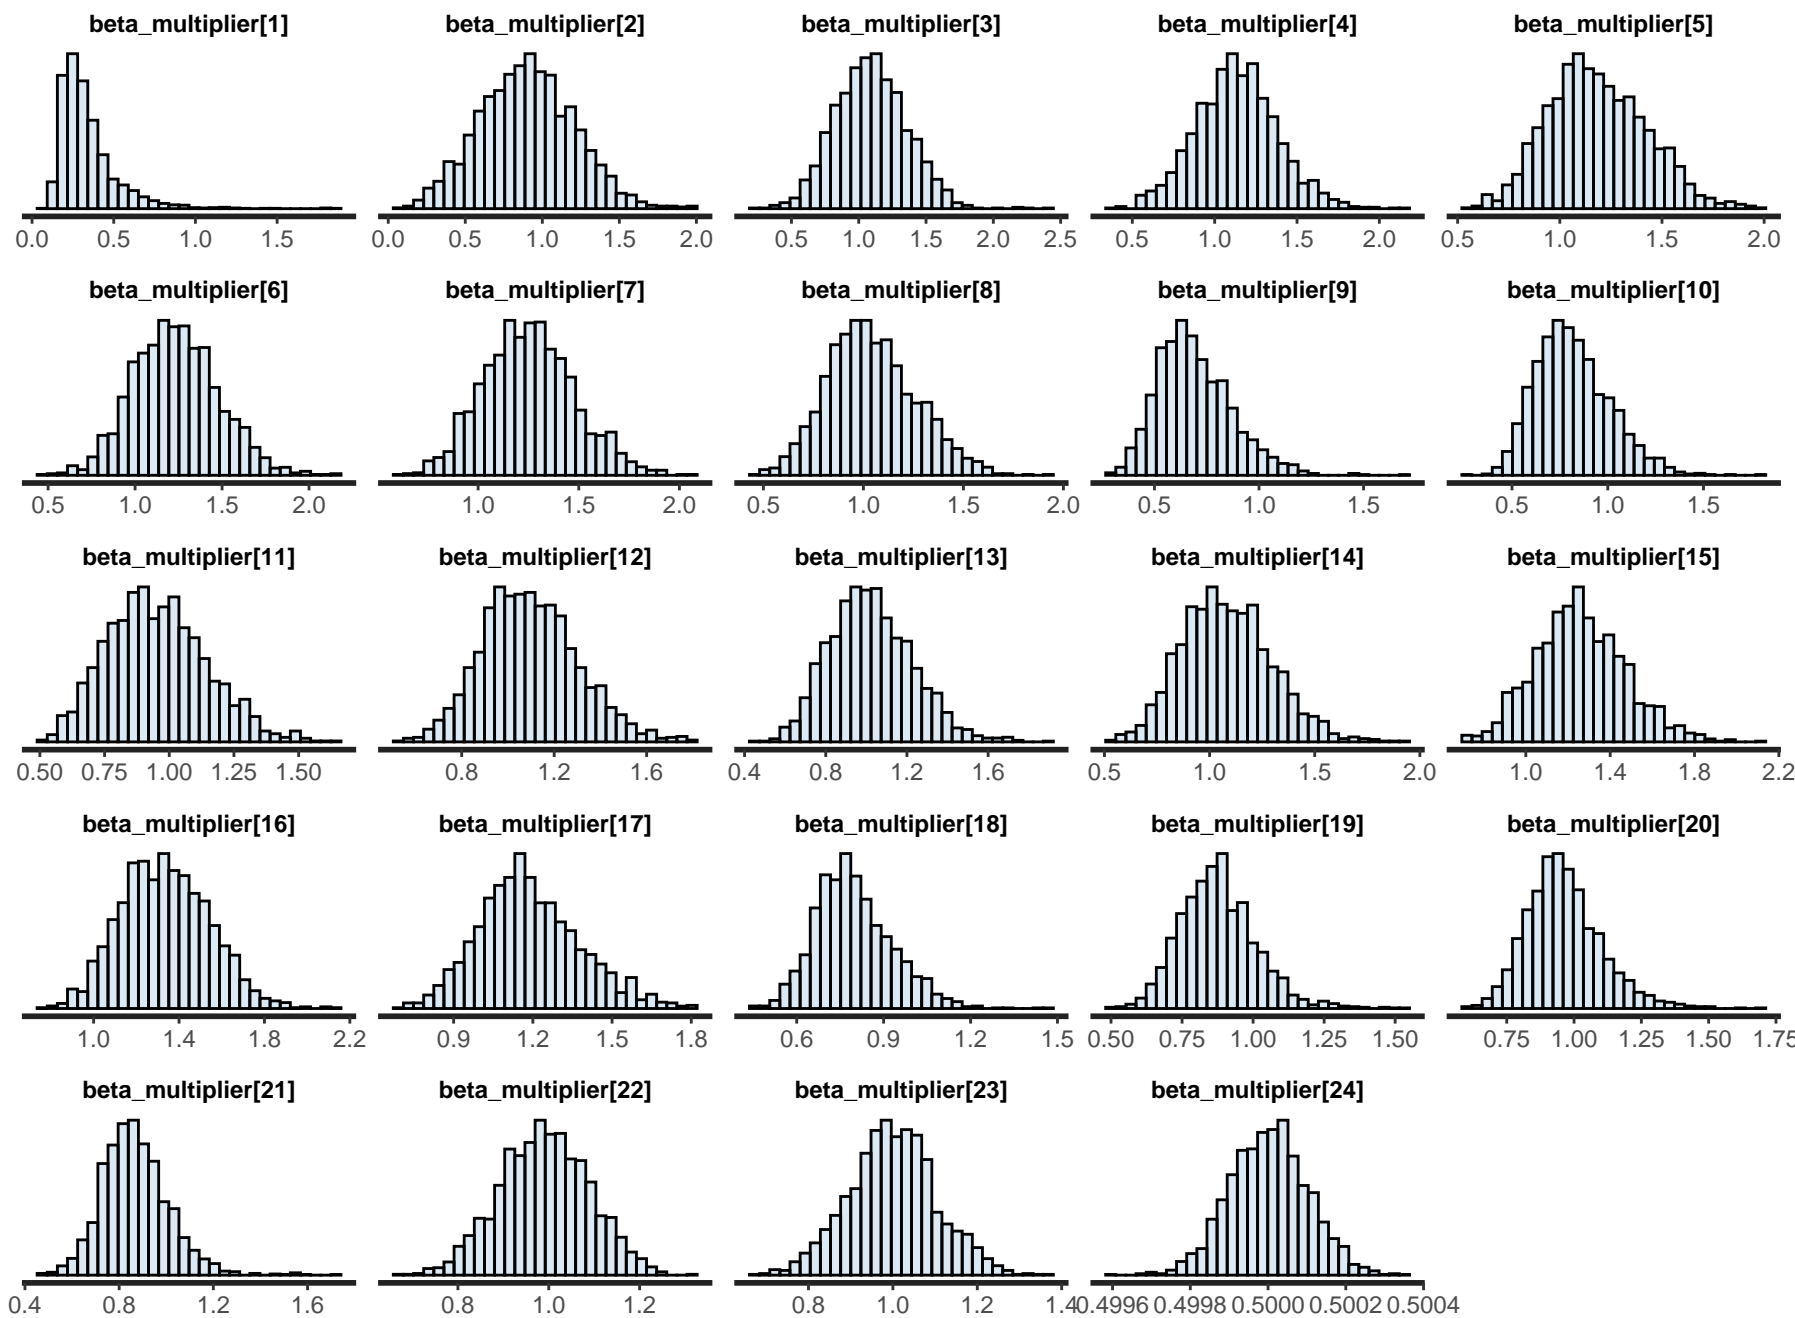 beta_multiplier[1] beta_multiplier[2] beta_multiplier[3] beta_multiplier[4] beta_multiplier[5]
0.0 0.5 1.0 1.5 0.0 0.5 1.0 1.5 2.0 0.5 1.0 1.5 2.0 2.5 0.5 1.0 1.5 2.0 0.5 1.0 1.5 2.0
beta_multiplier[6] beta_multiplier[7] beta_multiplier[8] beta_multiplier[9] beta_multiplier[10]
0.5 1.0 1.5 2.0 1.0 1.5 2.0 0.5 1.0 1.5 2.0 0.5 1.0 1.5 0.5 1.0 1.5
beta_multiplier[11] beta_multiplier[12] beta_multiplier[13] beta_multiplier[14] beta_multiplier[15]
0.50 0.75 1.00 1.25 1.50 0.8 1.2 1.6 0.4 0.8 1.2 1.6 0.5 1.0 1.5 2.0 1.0 1.4 1.8 2.2
beta_multiplier[16] beta_multiplier[17] beta_multiplier[18] beta_multiplier[19] beta_multiplier[20]
1.0 1.4 1.8 2.2 0.9 1.2 1.5 1.8 0.6 0.9 1.2 1.5 0.50 0.75 1.00 1.25 1.50 0.75 1.00 1.25 1.50 1.75
beta_multiplier[21] beta_multiplier[22] beta_multiplier[23] beta_multiplier[24]
0.4 0.8 1.2 1.6 0.8 1.0 1.2 0.8 1.0 1.2 1.4 0.4996 0.4998 0.5000 0.5002 0.5004